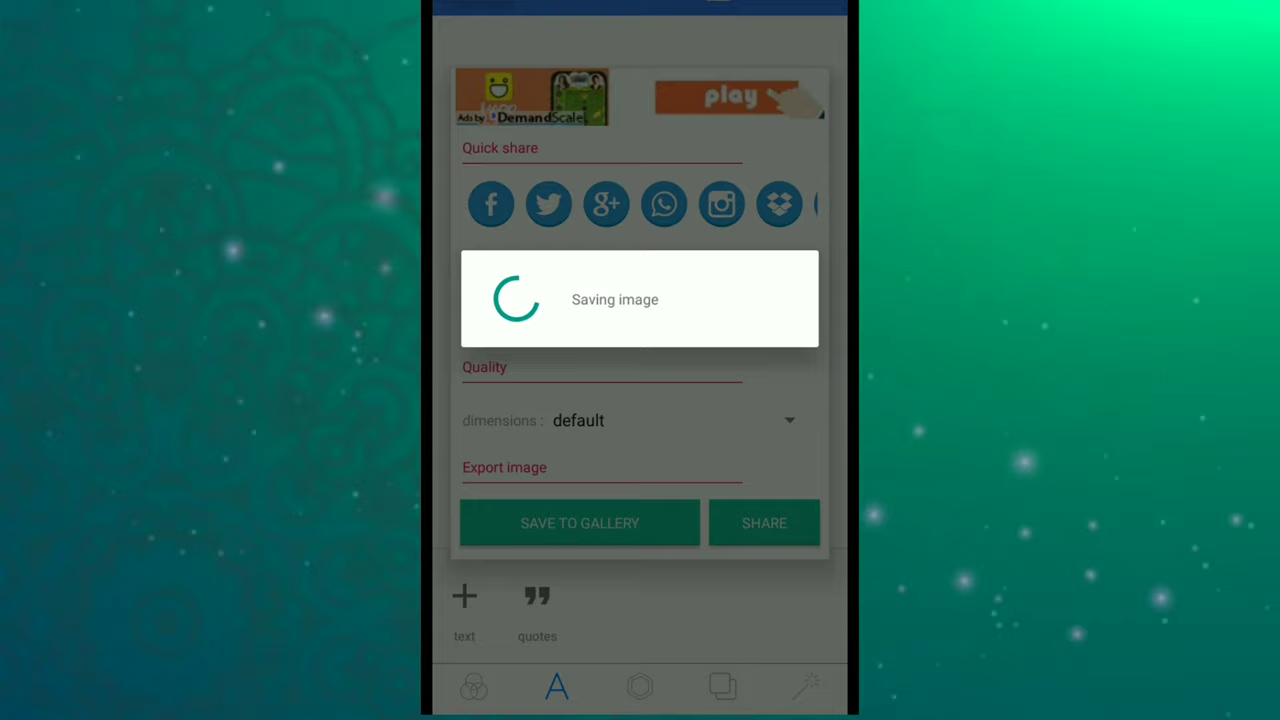 play
Ads by DemandScale
Quick share
Saving image
Quality
dimensions : default
Export image
SAVE TO GALLERY SHARE
text quotes